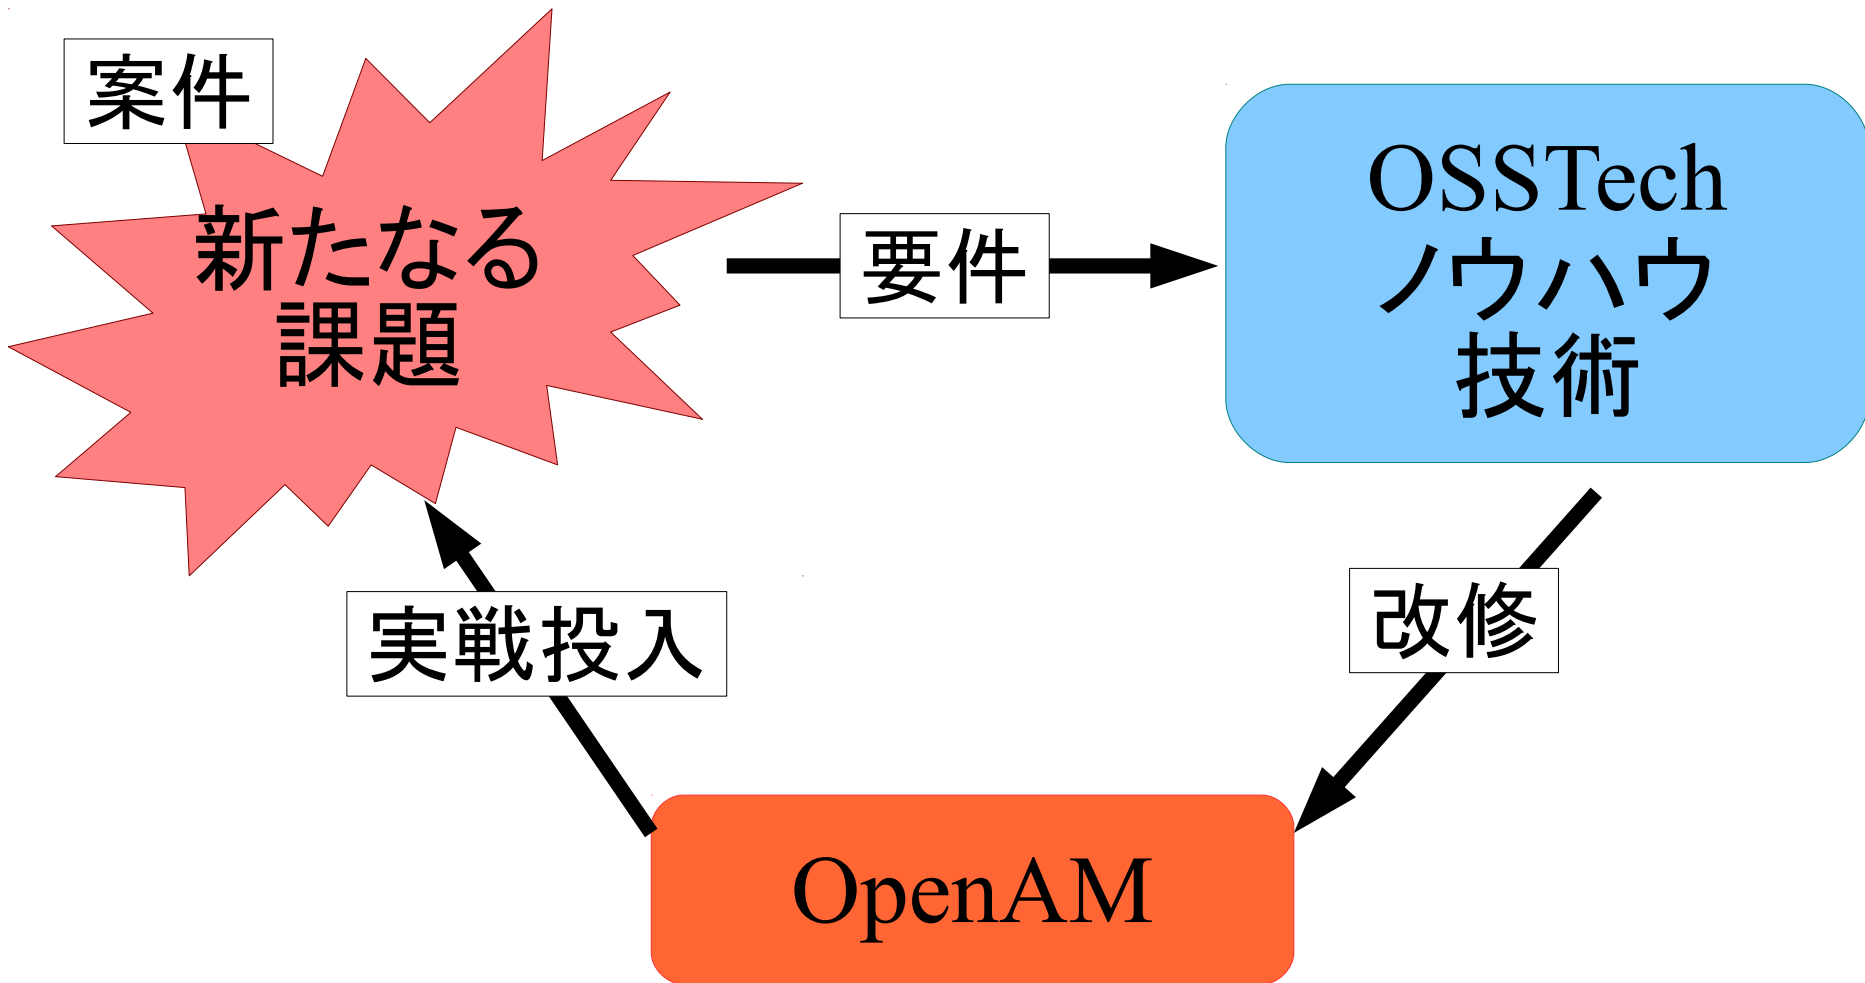 案件
新たなる
課題
要件
OSSTech
ノウハウ
技術
改修
実戦投入
OpenAM